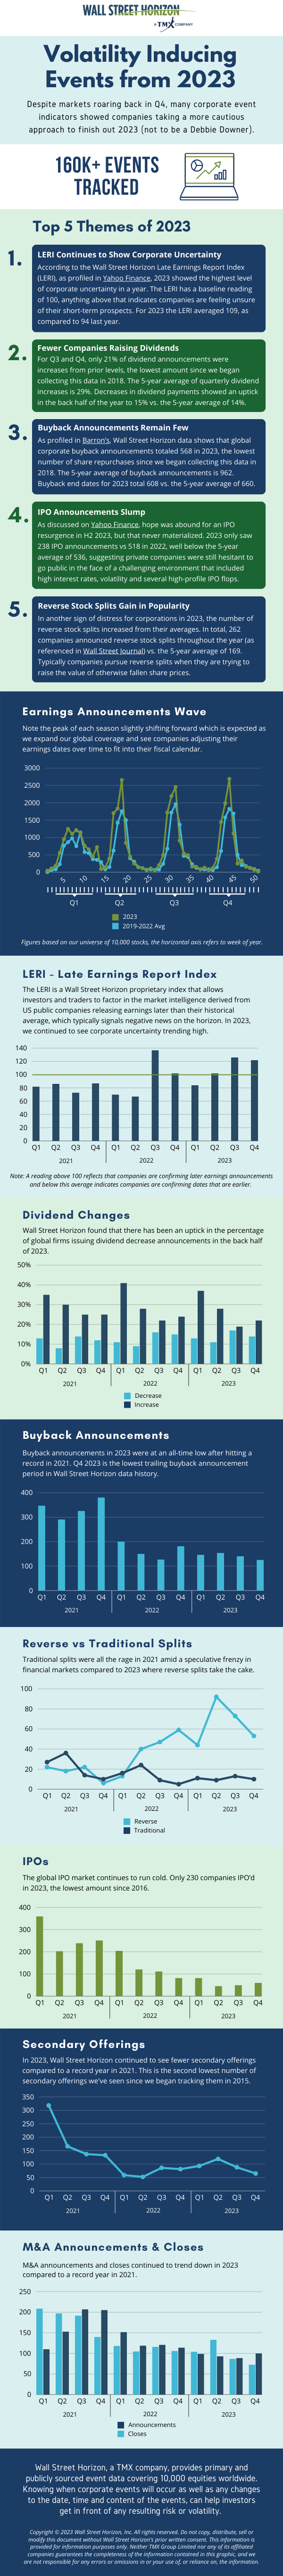 WALL STREET HORIZON
A TMX COMPANY
Volatility Inducing
Events from 2023
Despite markets roaring back in Q4, many corporate event
indicators showed companies taking a more cautious
approach to finish out 2023 (not to be a Debbie Downer).
160K+ EVENTS
TRACKED
Top 5 Themes of 2023
1.
LERI Continues to Show Corporate Uncertainty
According to the Wall Street Horizon Late Earnings Report Index
(LERI), as profiled in Yahoo Finance, 2023 showed the highest level
of corporate uncertainty in a year. The LERI has a baseline reading
of 100, anything above that indicates companies are feeling unsure
of their short-term prospects. For 2023 the LERI averaged 109, as
compared to 94 last year.
2.
Fewer Companies Raising Dividends
For Q3 and Q4, only 21% of dividend announcements were
increases from prior levels, the lowest amount since we began
collecting this data in 2018. The 5-year average of quarterly dividend
increases is 29%. Decreases in dividend payments showed an uptick
in the back half of the year to 15% vs. the 5-year average of 14%.
3.
Buyback Announcements Remain Few
As profiled in Barron's, Wall Street Horizon data shows that global
corporate buyback announcements totaled 568 in 2023, the lowest
number of share repurchases since we began collecting this data in
2018. The 5-year average of buyback announcements is 962.
Buyback end dates for 2023 total 608 vs. the 5-year average of 660.
4.
IPO Announcements Slump
As discussed on Yahoo Finance, hope was abound for an IPO
resurgence in H2 2023, but that never materialized. 2023 only saw
238 IPO announcements vs 518 in 2022, well below the 5-year
average of 536, suggesting private companies were still hesitant to
go public in the face of a challenging environment that included
high interest rates, volatility and several high-profile IPO flops.
5.
Reverse Stock Splits Gain in Popularity
In another sign of distress for corporations in 2023, the number of
reverse stock splits increased from their averages. In total, 262
companies announced reverse stock splits throughout the year (as
referenced in Wall Street Journal) vs. the 5-year average of 169.
Typically companies pursue reverse splits when they are trying to
raise the value of otherwise fallen share prices.
Earnings Announcements Wave
Note the peak of each season slightly shifting forward which is expected as
we expand our global coverage and see companies adjusting their
earnings dates over time to fit into their fiscal calendar.
3000
2500
2000
1500
1000
500
0
5 10 15 20 25 30 35 40 45 50
Q1 Q2 Q3 Q4
2023
2019-2022 Avg
Figures based on our universe of 10,000 stocks, the horizontal axis refers to week of year.
LERI - Late Earnings Report Index
The LERI is a Wall Street Horizon proprietary index that allows
investors and traders to factor in the market intelligence derived from
US public companies releasing earnings later than their historical
average, which typically signals negative news on the horizon. In 2023,
we continued to see corporate uncertainty trending high.
140
120
100
80
60
40
20
0
Q1 Q2 Q3 Q4 Q1 Q2 Q3 Q4 Q1 Q2 Q3 Q4
2021 2022 2023
Note: A reading above 100 reflects that companies are confirming later earnings announcements
and below this average indicates companies are confirming dates that are earlier.
Dividend Changes
Wall Street Horizon found that there has been an uptick in the percentage
of global firms issuing dividend decrease announcements in the back half
of 2023.
50%
40%
30%
20%
10%
0%
Q1 Q2 Q3 Q4 Q1 Q2 Q3 Q4 Q1 Q2 Q3 Q4
2021 2022 2023
Decrease
Increase
Buyback Announcements
Buyback announcements in 2023 were at an all-time low after hitting a
record in 2021. Q4 2023 is the lowest trailing buyback announcement
period in Wall Street Horizon data history.
400
300
200
100
0
Q1 Q2 Q3 Q4 Q1 Q2 Q3 Q4 Q1 Q2 Q3 Q4
2021 2022 2023
Reverse vs Traditional Splits
Traditional splits were all the rage in 2021 amid a speculative frenzy in
financial markets compared to 2023 where reverse splits take the cake.
100
80
60
40
20
0
Q1 Q2 Q3 Q4 Q1 Q2 Q3 Q4 Q1 Q2 Q3 Q4
2021 2022 2023
Reverse
Traditional
IPOs
The global IPO market continues to run cold. Only 230 companies IPO'd
in 2023, the lowest amount since 2016.
400
300
200
100
0
Q1 Q2 Q3 Q4 Q1 Q2 Q3 Q4 Q1 Q2 Q3 Q4
2021 2022 2023
Secondary Offerings
In 2023, Wall Street Horizon continued to see fewer secondary offerings
compared to a record year in 2021. This is the second lowest number of
secondary offerings we've seen since we began tracking them in 2015.
350
300
250
200
150
100
50
0
Q1 Q2 Q3 Q4 Q1 Q2 Q3 Q4 Q1 Q2 Q3 Q4
2021 2022 2023
M&A Announcements & Closes
M&A announcements and closes continued to trend down in 2023
compared to a record year in 2021.
250
200
150
100
50
0
Q1 Q2 Q3 Q4 Q1 Q2 Q3 Q4 Q1 Q2 Q3 Q4
2021 2022 2023
Announcements
Closes
Wall Street Horizon, a TMX company, provides primary and
publicly sourced event data covering 10,000 equities worldwide.
Knowing when corporate events will occur as well as any changes
to the date, time and content of the events, can help investors
get in front of any resulting risk or volatility.
Copyright © 2023 Wall Street Horizon, Inc. All rights reserved. Do not copy, distribute, sell or
modify this document without Wall Street Horizon's prior written consent. This information is
provided for information purposes only. Neither TMX Group Limited nor any of its affiliated
companies guarantees the completeness of the information contained in this graphic, and we
are not responsible for any errors or omissions in or your use of, or reliance on, the information.